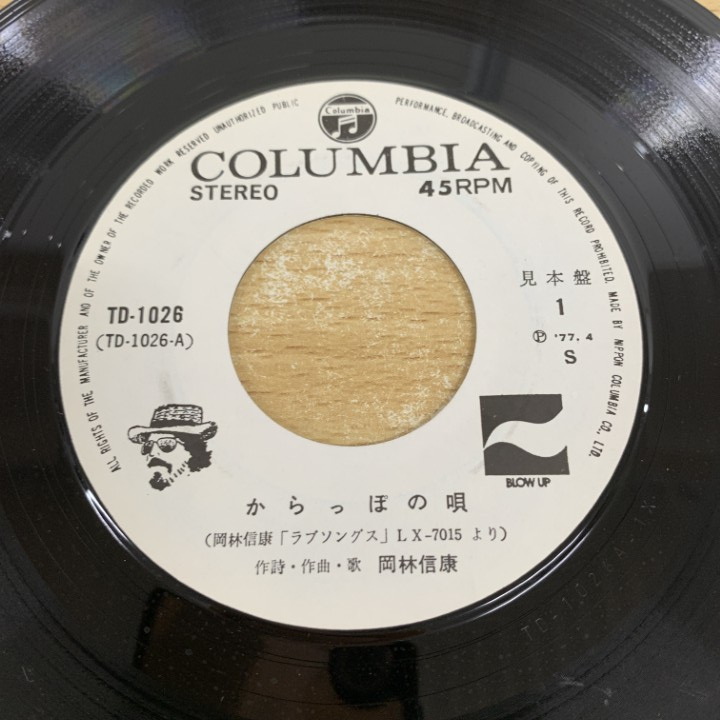 Columbia
COLUMBIA
STEREO 45RPM
ALL RIGHTS OF THE MANUFACTURER AND OF THE OWNER OF THE RECORDED WORK RESERVED UNAUTHORIZED PUBLIC PERFORMANCE, BROADCASTING AND COPYING OF THIS RECORD PROHIBITED. MADE BY NIPPON COLUMBIA CO., LTD.
見本盤
TD-1026
(TD-1026-A)
1
Ⓟ '77. 4
S
BLOW UP
からっぽの唄
(岡林信康「ラブソングス」LX-7015 より)
作詩・作曲・歌 岡林信康